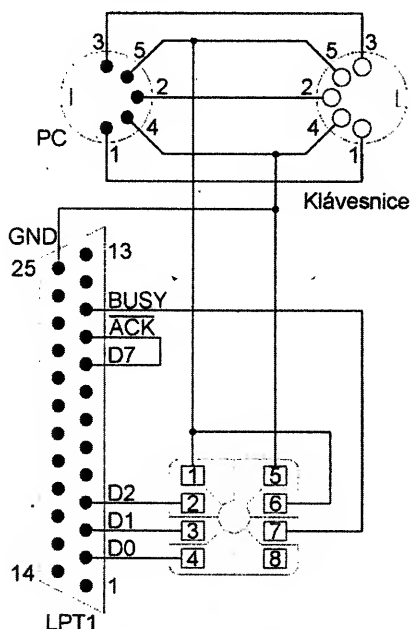 3 5 5 3
2 2
PC 4 4
1 1
Klávesnice
GND
25 13
BUSY
ACK
D7
1 5
D2 2 6
D1 3 7
D0 4 8
14 1
LPT1